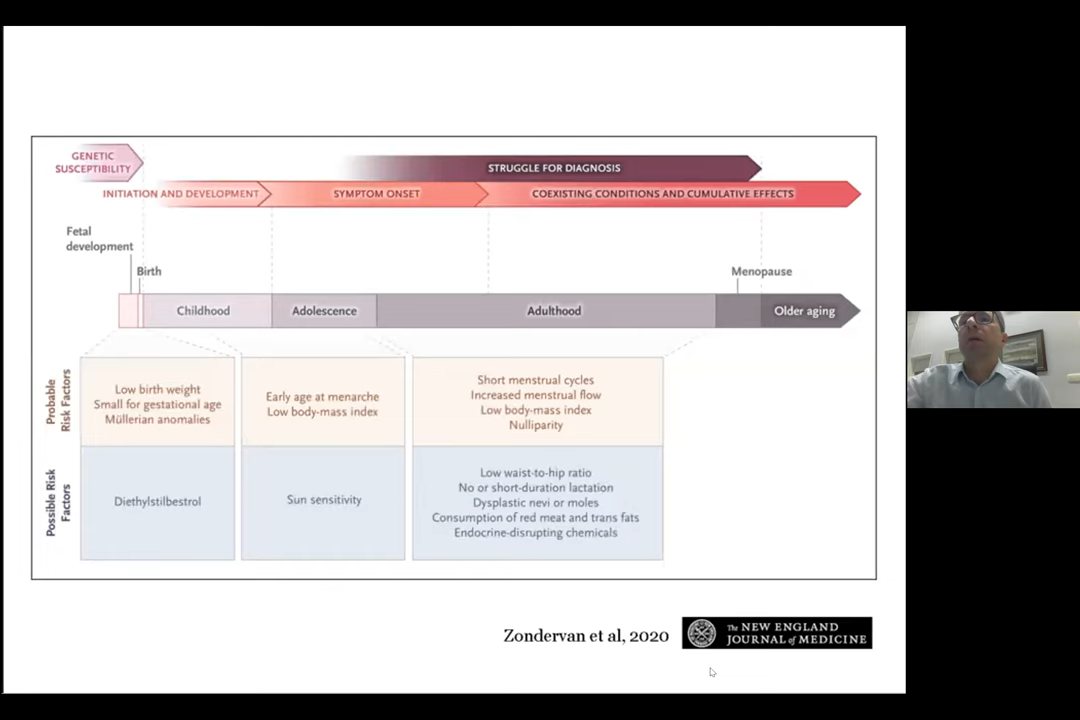 GENETIC
SUSCEPTIBILITY
STRUGGLE FOR DIAGNOSIS
INITIATION AND DEVELOPMENT
SYMPTOM ONSET
COEXISTING CONDITIONS AND CUMULATIVE EFFECTS
Fetal
development
Birth
Menopause
Childhood
Adolescence
Adulthood
Older aging
Probable
Risk Factors
Low birth weight
Small for gestational age
Müllerian anomalies
Early age at menarche
Low body-mass index
Short menstrual cycles
Increased menstrual flow
Low body-mass index
Nulliparity
Possible Risk
Factors
Diethylstilbestrol
Sun sensitivity
Low waist-to-hip ratio
No or short-duration lactation
Dysplastic nevi or moles
Consumption of red meat and trans fats
Endocrine-disrupting chemicals
Zondervan et al, 2020
The NEW ENGLAND
JOURNAL of MEDICINE